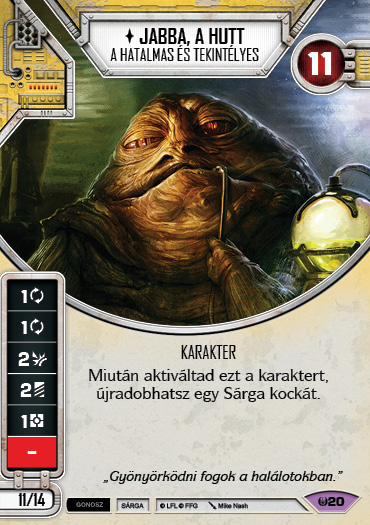 JABBA, A HUTT
A HATALMAS ÉS TEKINTÉLYES
11
1
1
2
2
1
-
KARAKTER
Miután aktiváltad ezt a karaktert,
újradobhatsz egy Sárga kockát.
„Gyönyörködni fogok a halálotokban.”
11/14
GONOSZ
SÁRGA
© LFL © FFG
Mike Nash
20